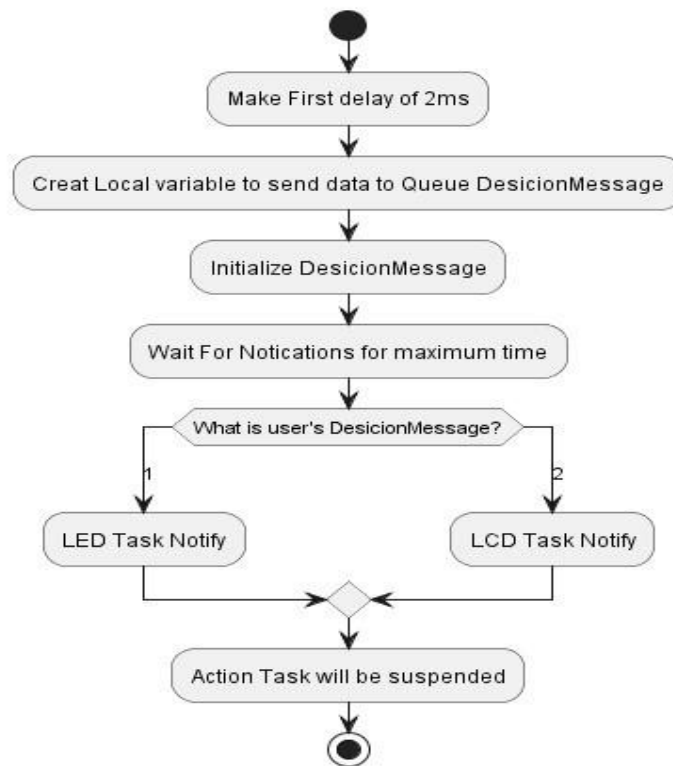 Make First delay of 2ms
Creat Local variable to send data to Queue DesicionMessage
Initialize DesicionMessage
Wait For Notications for maximum time
What is user's DesicionMessage?
1
2
LED Task Notify
LCD Task Notify
Action Task will be suspended